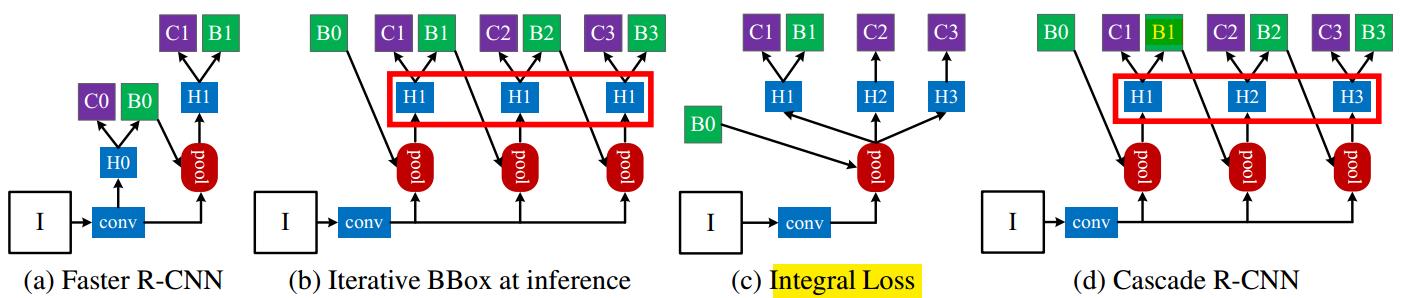 C1 B1
C0 B0 H1
H0 pool
I conv
(a) Faster R-CNN
B0 C1 B1 C2 B2 C3 B3
H1 H1 H1
pool pool pool
I conv
(b) Iterative BBox at inference
C1 B1 C2 C3
H1 H2 H3
B0
pool
I conv
(c) Integral Loss
B0 C1 B1 C2 B2 C3 B3
H1 H2 H3
pool pool pool
I conv
(d) Cascade R-CNN